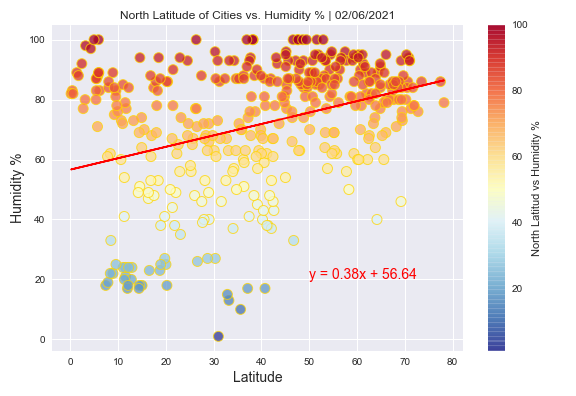 North Latitude of Cities vs. Humidity % | 02/06/2021
100
80
60
40
20
0
Humidity %
0 10 20 30 40 50 60 70 80
Latitude
y = 0.38x + 56.64
100
80
60
40
20
North Latitud vs Humidity %